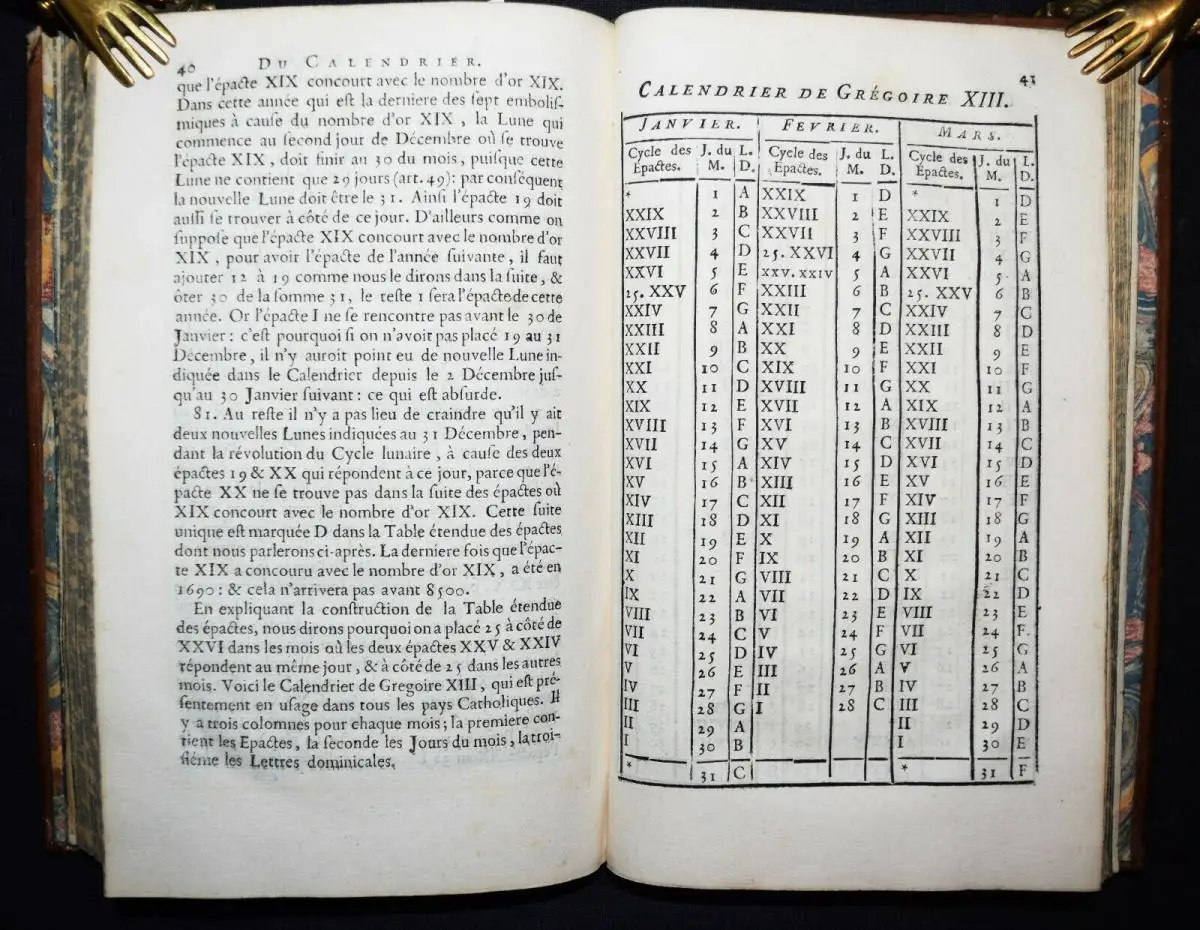 40 DU CALENDRIER.
que l'épacte XIX concourt avec le nombre d'or XIX.
Dans cette année qui eſt la derniere des ſept emboliſ-
miques à cauſe du nombre d'or XIX , la Lune qui
commence au ſecond jour de Décembre où ſe trouve
l'épacte XIX , doit finir au 30 du mois, puiſque cette
Lune ne contient que 29 jours (art. 49): par conſéquent
la nouvelle Lune doit être le 31. Ainſi l'épacte 19 doit
auſſi ſe trouver à côté de ce jour. D'ailleurs comme on
ſuppoſe que l'épacte XIX concourt avec le nombre d'or
XIX , pour avoir l'épacte de l'année ſuivante, il faut
ajouter 12 à 19 comme nous le dirons dans la ſuite, &
ôter 30 de la ſomme 31, le reſte 1 ſera l'épacte de cette
année. Or l'épacte I ne ſe rencontre pas avant le 30 de
Janvier : c'eſt pourquoi ſi on n'avoit pas placé 19 au 31
Décembre, il n'y auroit point eu de nouvelle Lune in-
diquée dans le Calendrier depuis le 2 Décembre juſ-
qu'au 30 Janvier ſuivant : ce qui eſt abſurde.
81. Au reſte il n'y a pas lieu de craindre qu'il y ait
deux nouvelles Lunes indiquées au 31 Décembre, pen-
dant la révolution du Cycle lunaire , à cauſe des deux
épactes 19 & XX qui répondent à ce jour, parce que l'é-
pacte XX ne ſe trouve pas dans la ſuite des épactes où
XIX concourt avec le nombre d'or XIX. Cette ſuite
unique eſt marquée D dans la Table étendue des épactes
dont nous parlerons ci-après. La derniere fois que l'épac-
te XIX a concouru avec le nombre d'or XIX , a été en
1690 : & cela n'arrivera pas avant 8500.
En expliquant la conſtruction de la Table étendue
des épactes, nous dirons pourquoi on a placé 25 à côté de
XXVI dans les mois où les deux épactes XXV & XXIV
répondent au même jour , & à côté de 25 dans les autres
mois. Voici le Calendrier de Gregoire XIII , qui eſt pré-
ſentement en uſage dans tous les pays Catholiques. Il
y a trois colomnes pour chaque mois ; la premiere con-
tient les Epactes, la ſeconde les Jours du mois , la troi-
ſiéme les Lettres dominicales.
41
CALENDRIER DE GRÉGOIRE XIII.
JANVIER. FEVRIER. MARS.
Cycle des J. du L. Cycle des J. du L. Cycle des J. du L.
Epactes. M. D. Epactes. M. D. Epactes. M. D.
* 1 A XXIX 1 D * 1 D
XXIX 2 B XXVIII 2 E XXIX 2 E
XXVIII 3 C XXVII 3 F XXVIII 3 F
XXVII 4 D 25. XXVI 4 G XXVII 4 G
XXVI 5 E XXV. XXIV 5 A XXVI 5 A
25. XXV 6 F XXIII 6 B 25. XXV 6 B
XXIV 7 G XXII 7 C XXIV 7 C
XXIII 8 A XXI 8 D XXIII 8 D
XXII 9 B XX 9 E XXII 9 E
XXI 10 C XIX 10 F XXI 10 F
XX 11 D XVIII 11 G XX 11 G
XIX 12 E XVII 12 A XIX 12 A
XVIII 13 F XVI 13 B XVIII 13 B
XVII 14 G XV 14 C XVII 14 C
XVI 15 A XIV 15 D XVI 15 D
XV 16 B XIII 16 E XV 16 E
XIV 17 C XII 17 F XIV 17 F
XIII 18 D XI 18 G XIII 18 G
XII 19 E X 19 A XII 19 A
XI 20 F IX 20 B XI 20 B
X 21 G VIII 21 C X 21 C
IX 22 A VII 22 D IX 22 D
VIII 23 B VI 23 E VIII 23 E
VII 24 C V 24 F VII 24 F.
VI 25 D IV 25 G VI 25 G
V 26 E III 26 A V 26 A
IV 27 F II 27 B IV 27 B
III 28 G I 28 C III 28 C
II 29 A II 29 D
I 30 B I 30 E
* 31 C * 31 F